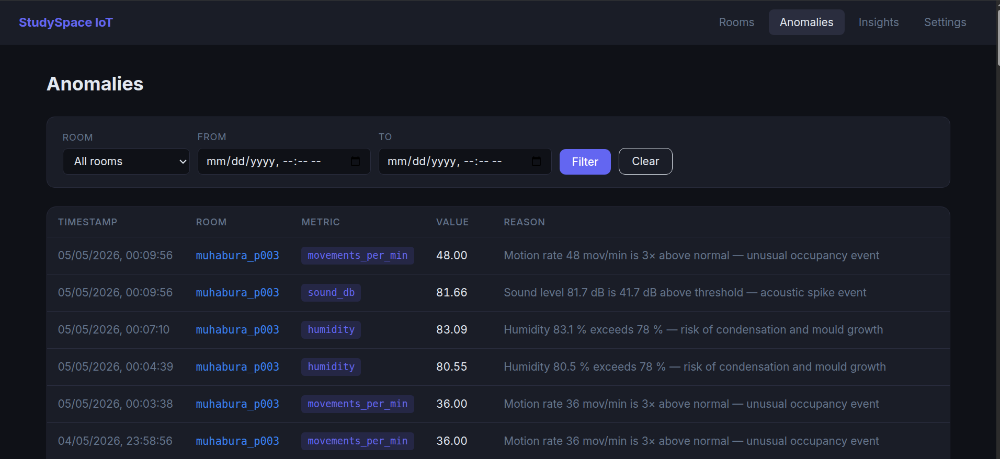 StudySpace IoT Rooms Anomalies Insights Settings
Anomalies
ROOM FROM TO
All rooms mm/dd/yyyy, --:-- -- mm/dd/yyyy, --:-- -- Filter Clear
TIMESTAMP ROOM METRIC VALUE REASON
05/05/2026, 00:09:56 muhabura_p003 movements_per_min 48.00 Motion rate 48 mov/min is 3× above normal — unusual occupancy event
05/05/2026, 00:09:56 muhabura_p003 sound_db 81.66 Sound level 81.7 dB is 41.7 dB above threshold — acoustic spike event
05/05/2026, 00:07:10 muhabura_p003 humidity 83.09 Humidity 83.1 % exceeds 78 % — risk of condensation and mould growth
05/05/2026, 00:04:39 muhabura_p003 humidity 80.55 Humidity 80.5 % exceeds 78 % — risk of condensation and mould growth
05/05/2026, 00:03:38 muhabura_p003 movements_per_min 36.00 Motion rate 36 mov/min is 3× above normal — unusual occupancy event
04/05/2026, 23:58:56 muhabura_p003 movements_per_min 36.00 Motion rate 36 mov/min is 3× above normal — unusual occupancy event